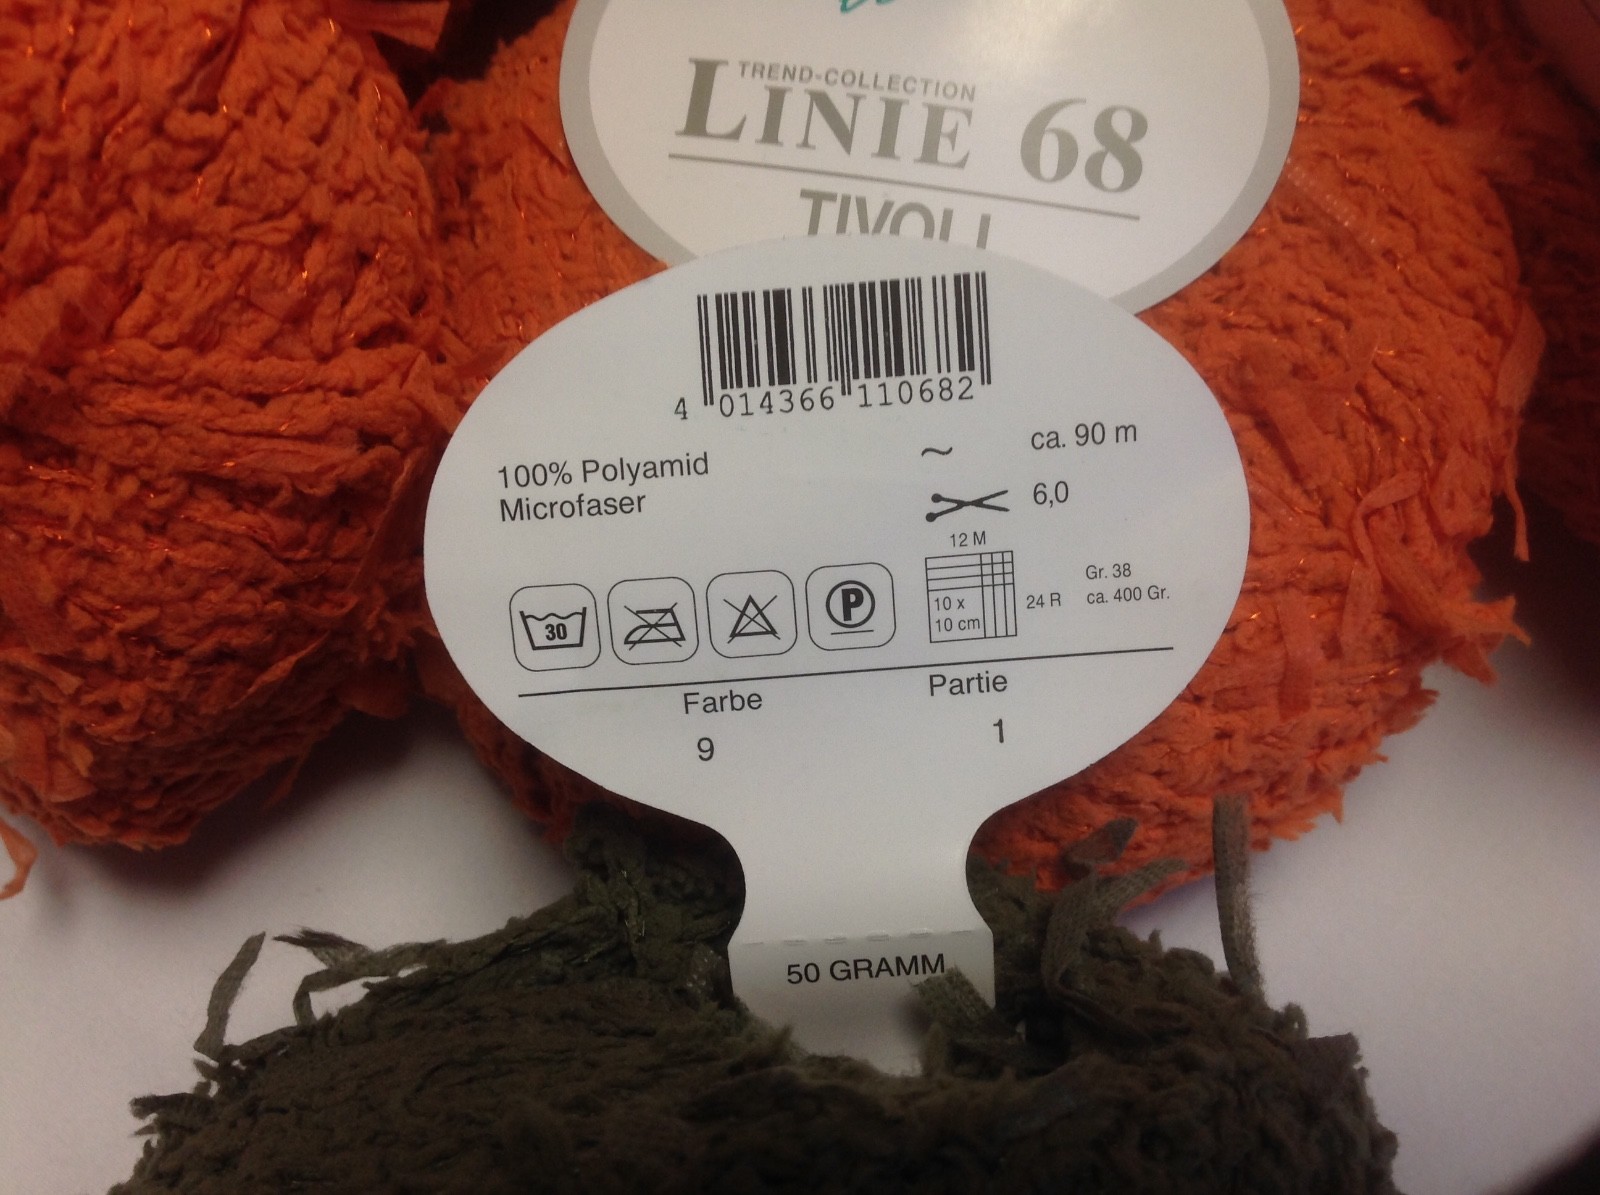 TREND-COLLECTION
LINIE 68
TIVOLI
4 014366 110682
100% Polyamid
Microfaser
~ ca. 90 m
6,0
12 M
10 x
10 cm
24 R
Gr. 38
ca. 400 Gr.
30
P
Farbe
Partie
9
1
50 GRAMM